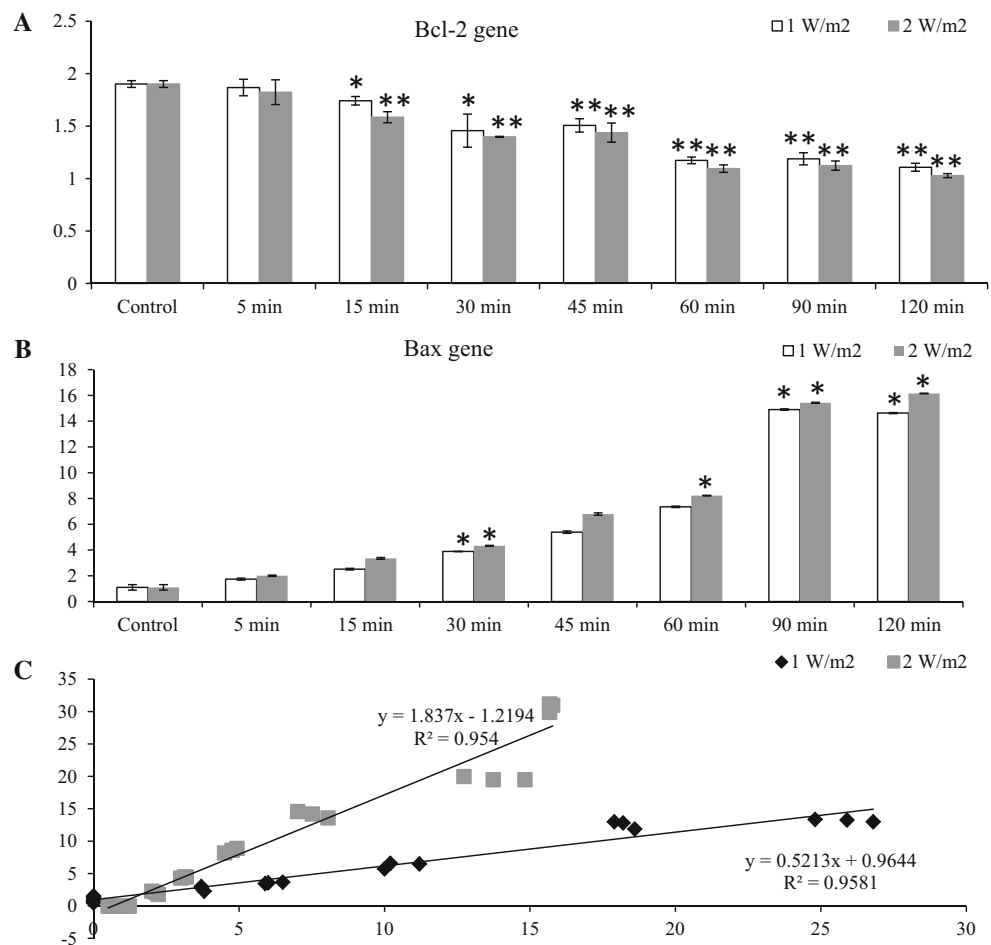 A
Bcl-2 gene
1 W/m2
2 W/m2
2.5
2
1.5
1
0.5
0
* ** * ** ** ** ** ** ** ** ** **
Control 5 min 15 min 30 min 45 min 60 min 90 min 120 min
B
Bax gene
1 W/m2
2 W/m2
18
16
14
12
10
8
6
4
2
0
* * * * * * *
Control 5 min 15 min 30 min 45 min 60 min 90 min 120 min
C
1 W/m2
2 W/m2
35
30
25
20
15
10
5
0
-5
y = 1.837x - 1.2194
R² = 0.954
y = 0.5213x + 0.9644
R² = 0.9581
0 5 10 15 20 25 30